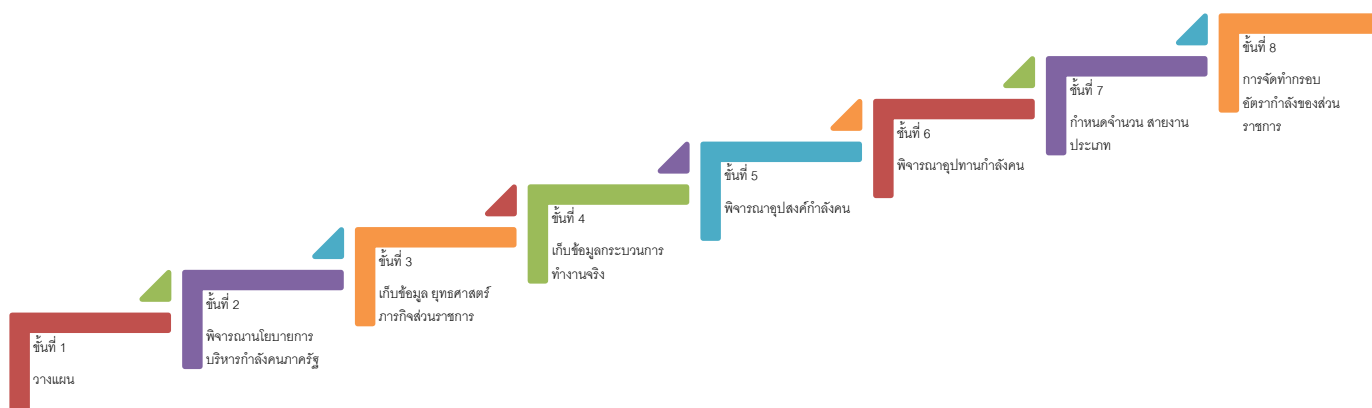 ขั้นที่ 1
วางแผน
ขั้นที่ 2
พิจารณานโยบายการ
บริหารกำลังคนภาครัฐ
ขั้นที่ 3
เก็บข้อมูล ยุทธศาสตร์
ภารกิจส่วนราชการ
ขั้นที่ 4
เก็บข้อมูลกระบวนการ
ทำงานจริง
ขั้นที่ 5
พิจารณาอุปสงค์กำลังคน
ขั้นที่ 6
พิจารณาอุปทานกำลังคน
ขั้นที่ 7
กำหนดจำนวน สายงาน
ประเภท
ขั้นที่ 8
การจัดทำกรอบ
อัตรากำลังของส่วน
ราชการ